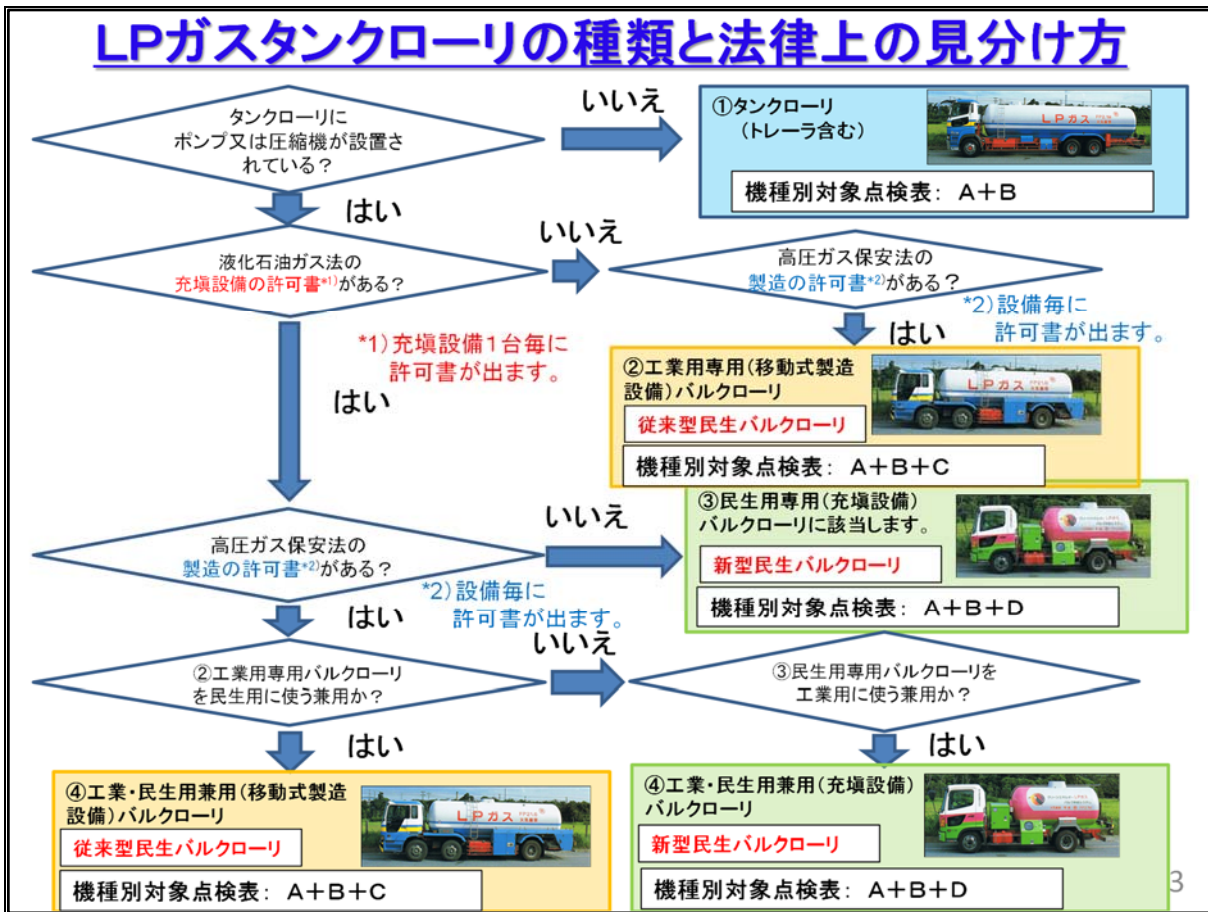 LPガスタンクローリの種類と法律上の見分け方
タンクローリに
ポンプ又は圧縮機が設置さ
れている?
いいえ
①タンクローリ
(トレーラ含む)
LPガス
機種別対象点検表: A+B
はい
液化石油ガス法の
充塡設備の許可書*1)がある?
いいえ
高圧ガス保安法の
製造の許可書*2)がある?
*2)設備毎に
許可書が出ます。
はい
*1)充塡設備1台毎に
許可書が出ます。
はい
②工業用専用(移動式製造
設備)バルクローリ
LPガス
従来型民生バルクローリ
機種別対象点検表: A+B+C
高圧ガス保安法の
製造の許可書*2)がある?
いいえ
③民生用専用(充塡設備)
バルクローリに該当します。
新型民生バルクローリ
機種別対象点検表: A+B+D
*2)設備毎に
許可書が出ます。
はい
②工業用専用バルクローリ
を民生用に使う兼用か?
いいえ
③民生用専用バルクローリを
工業用に使う兼用か?
はい
はい
④工業・民生用兼用(移動式製造
設備)バルクローリ
LPガス
従来型民生バルクローリ
機種別対象点検表: A+B+C
④工業・民生用兼用(充塡設備)
バルクローリ
新型民生バルクローリ
機種別対象点検表: A+B+D
3